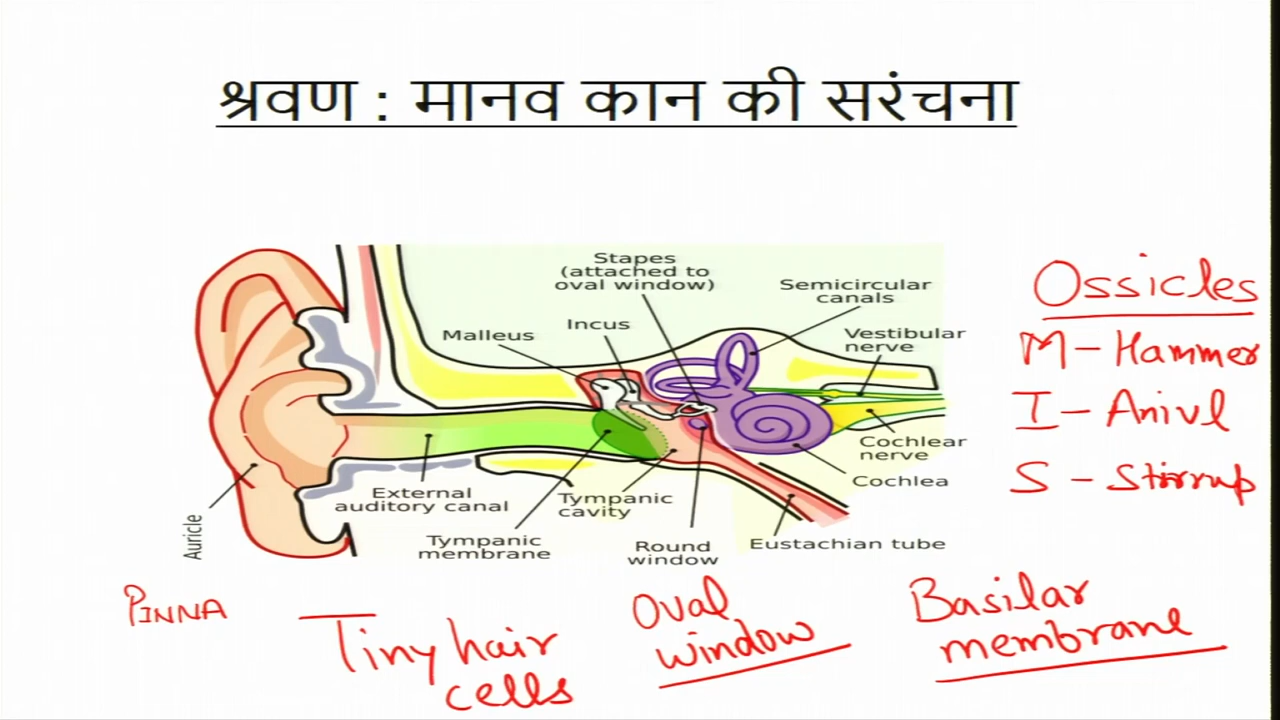 श्रवण : मानव कान की सरंचना
Stapes
(attached to
oval window)
Semicircular
canals
Malleus
Incus
Vestibular
nerve
Cochlear
nerve
Cochlea
External
auditory canal
Tympanic
cavity
Tympanic
membrane
Round
window
Eustachian tube
Auricle
Ossicles
M - Hammer
I - Anivl
S - Stirrup
PINNA
Tiny hair
cells
Oval
window
Basilar
membrane